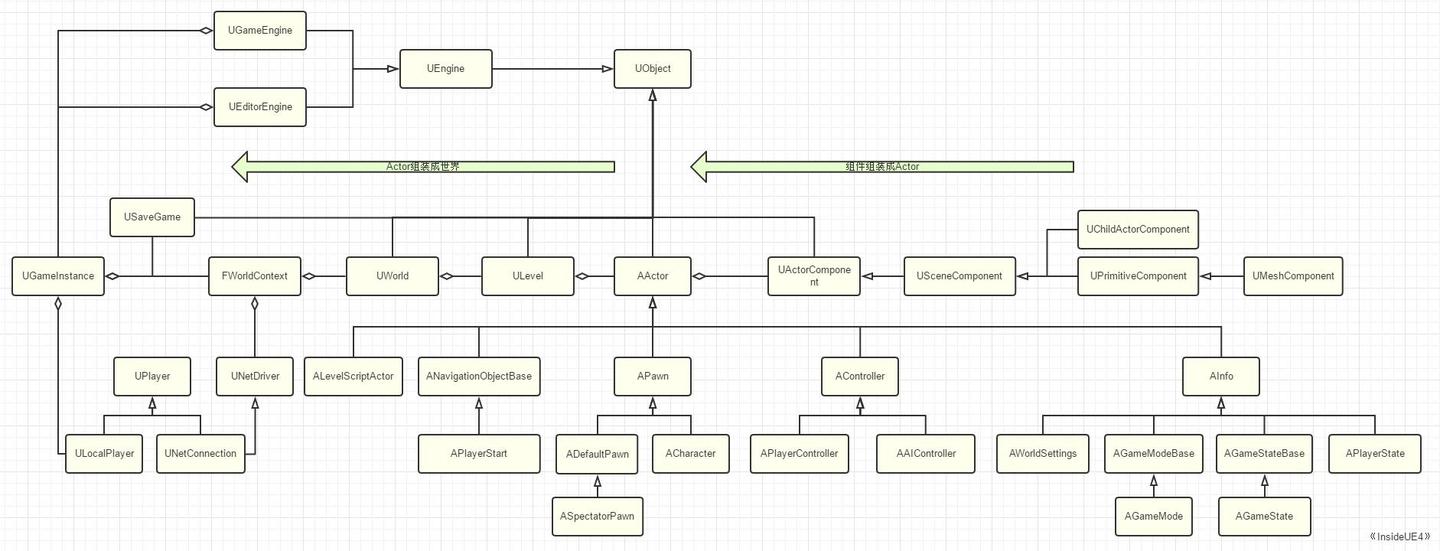 UGameEngine
UEngine
UObject
UEditorEngine
Actor组装成世界
组件组装成Actor
USaveGame
UChildActorComponent
UGameInstance
FWorldContext
UWorld
ULevel
AActor
UActorCompone
nt
USceneComponent
UPrimitiveComponent
UMeshComponent
UPlayer
UNetDriver
ALevelScriptActor
ANavigationObjectBase
APawn
AController
AInfo
ULocalPlayer
UNetConnection
APlayerStart
ADefaultPawn
ACharacter
APlayerController
AAIController
AWorldSettings
AGameModeBase
AGameStateBase
APlayerState
ASpectatorPawn
AGameMode
AGameState
《InsideUE4》